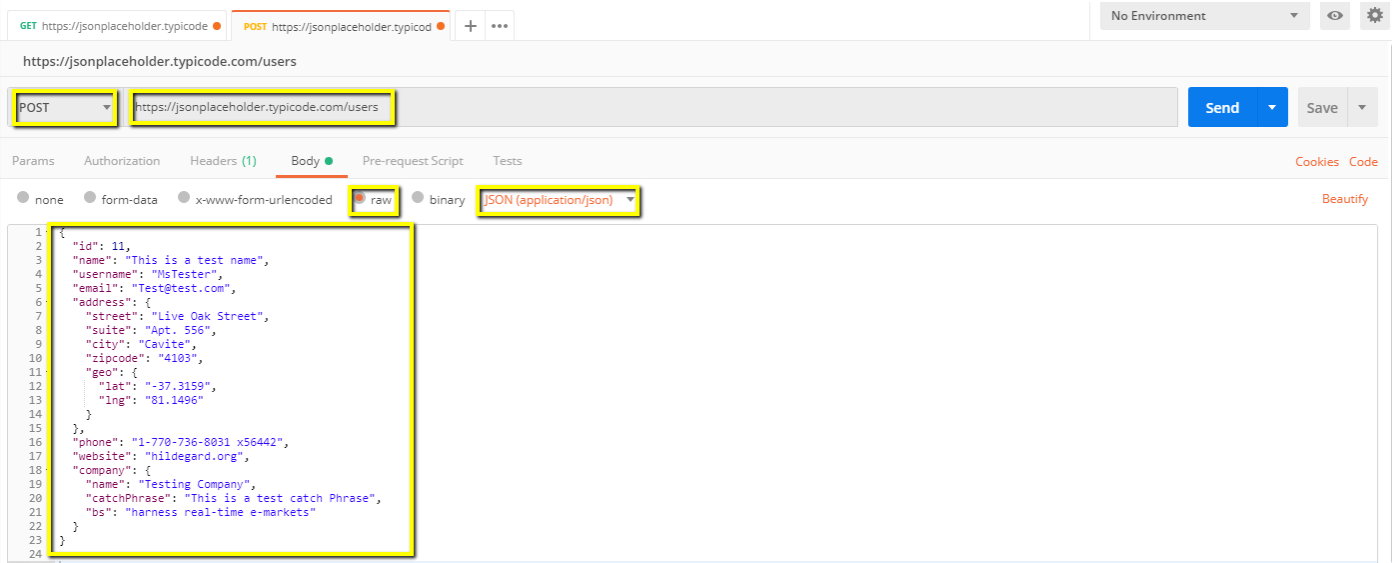 GET https://jsonplaceholder.typicode
POST https://jsonplaceholder.typicod
+ •••
No Environment
https://jsonplaceholder.typicode.com/users
POST https://jsonplaceholder.typicode.com/users Send Save
Params Authorization Headers (1) Body Pre-request Script Tests Cookies Code
none form-data x-www-form-urlencoded raw binary JSON (application/json) Beautify
1 {
2 "id": 11,
3 "name": "This is a test name",
4 "username": "MsTester",
5 "email": "Test@test.com",
6 "address": {
7 "street": "Live Oak Street",
8 "suite": "Apt. 556",
9 "city": "Cavite",
10 "zipcode": "4103",
11 "geo": {
12 "lat": "-37.3159",
13 "lng": "81.1496"
14 }
15 },
16 "phone": "1-770-736-8031 x56442",
17 "website": "hildegard.org",
18 "company": {
19 "name": "Testing Company",
20 "catchPhrase": "This is a test catch Phrase",
21 "bs": "harness real-time e-markets"
22 }
23 }
24